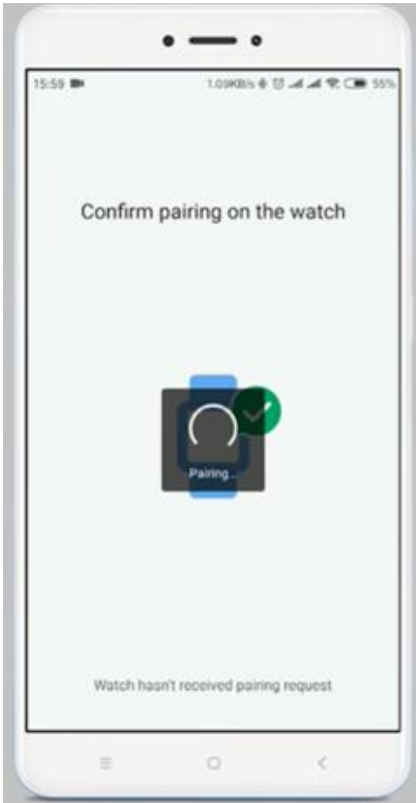 15:59 1.09KB/s 55%
Confirm pairing on the watch
Pairing...
Watch hasn't received pairing request